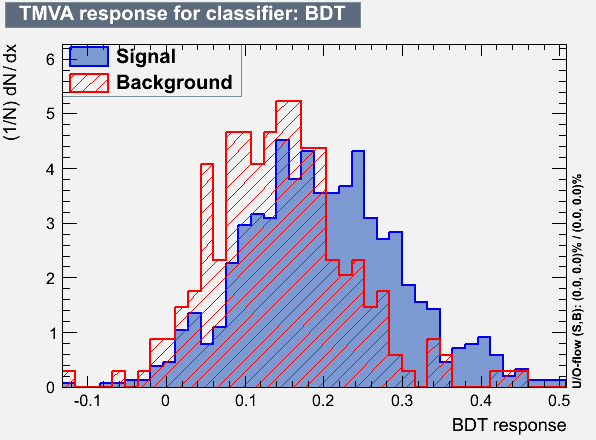 TMVA response for classifier: BDT
Signal
Background
(1/N) dN / dx
6
5
4
3
2
1
0
-0.1 0 0.1 0.2 0.3 0.4 0.5
BDT response
U/O-flow (S,B): (0.0, 0.0)% / (0.0, 0.0)%